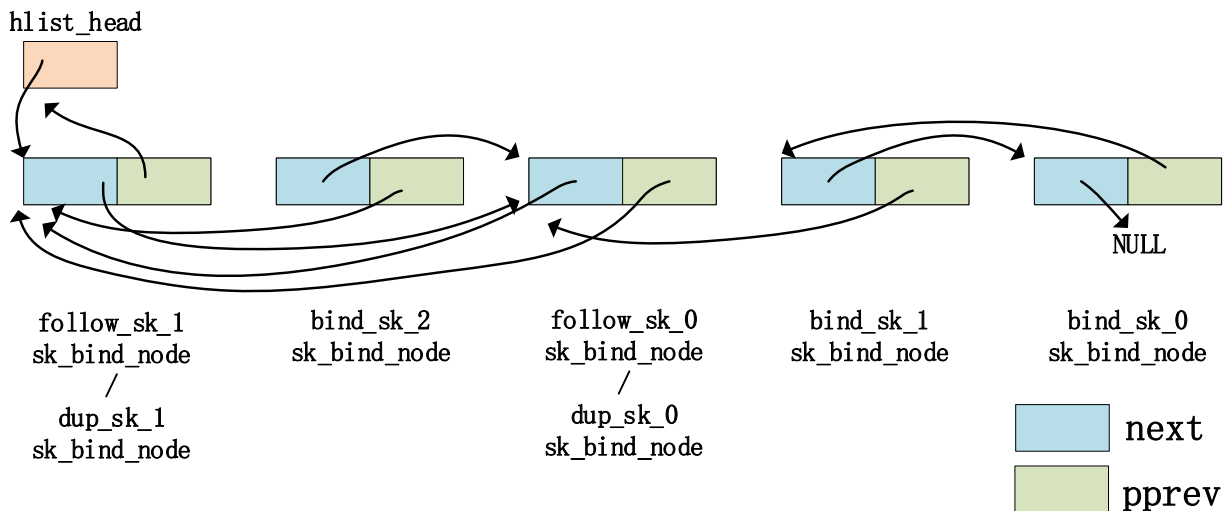 hlist_head
NULL
follow_sk_1
sk_bind_node
/
dup_sk_1
sk_bind_node
bind_sk_2
sk_bind_node
follow_sk_0
sk_bind_node
/
dup_sk_0
sk_bind_node
bind_sk_1
sk_bind_node
bind_sk_0
sk_bind_node
next
pprev